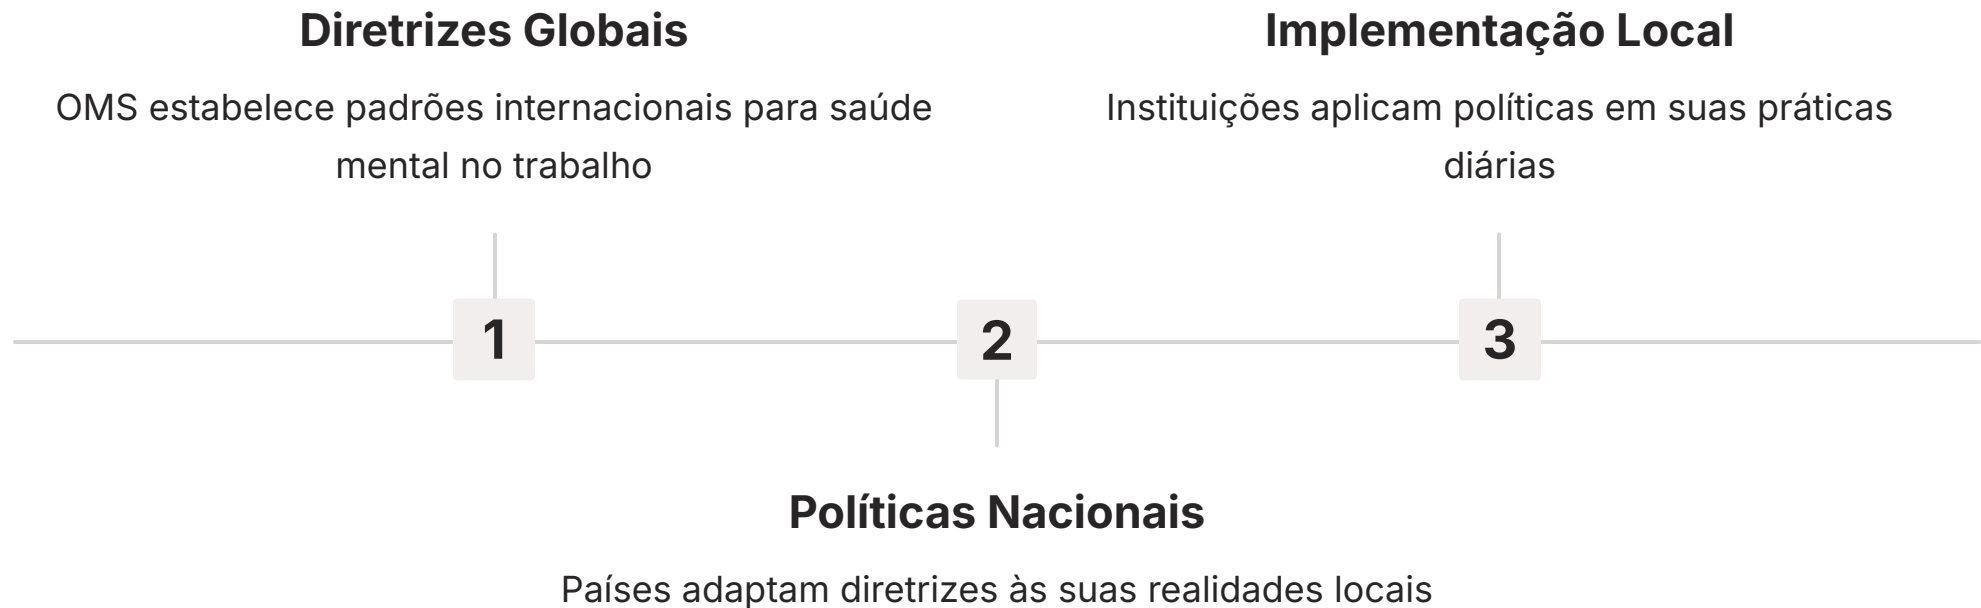 Diretrizes Globais
OMS estabelece padrões internacionais para saúde
mental no trabalho
Implementação Local
Instituições aplicam políticas em suas práticas
diárias
1
2
3
Políticas Nacionais
Países adaptam diretrizes às suas realidades locais